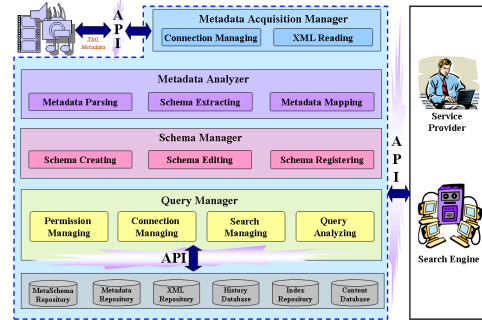 XML
Metadata
A
P
I
Metadata Acquisition Manager
Connection Managing
XML Reading
Metadata Analyzer
Metadata Parsing
Schema Extracting
Metadata Mapping
Schema Manager
Schema Creating
Schema Editing
Schema Registering
Query Manager
Permission
Managing
Connection
Managing
Search
Managing
Query
Analyzing
API
MetaSchema
Repository
Metadata
Repository
XML
Repository
History
Database
Index
Repository
Content
Database
A
P
I
Service
Provider
Search Engine